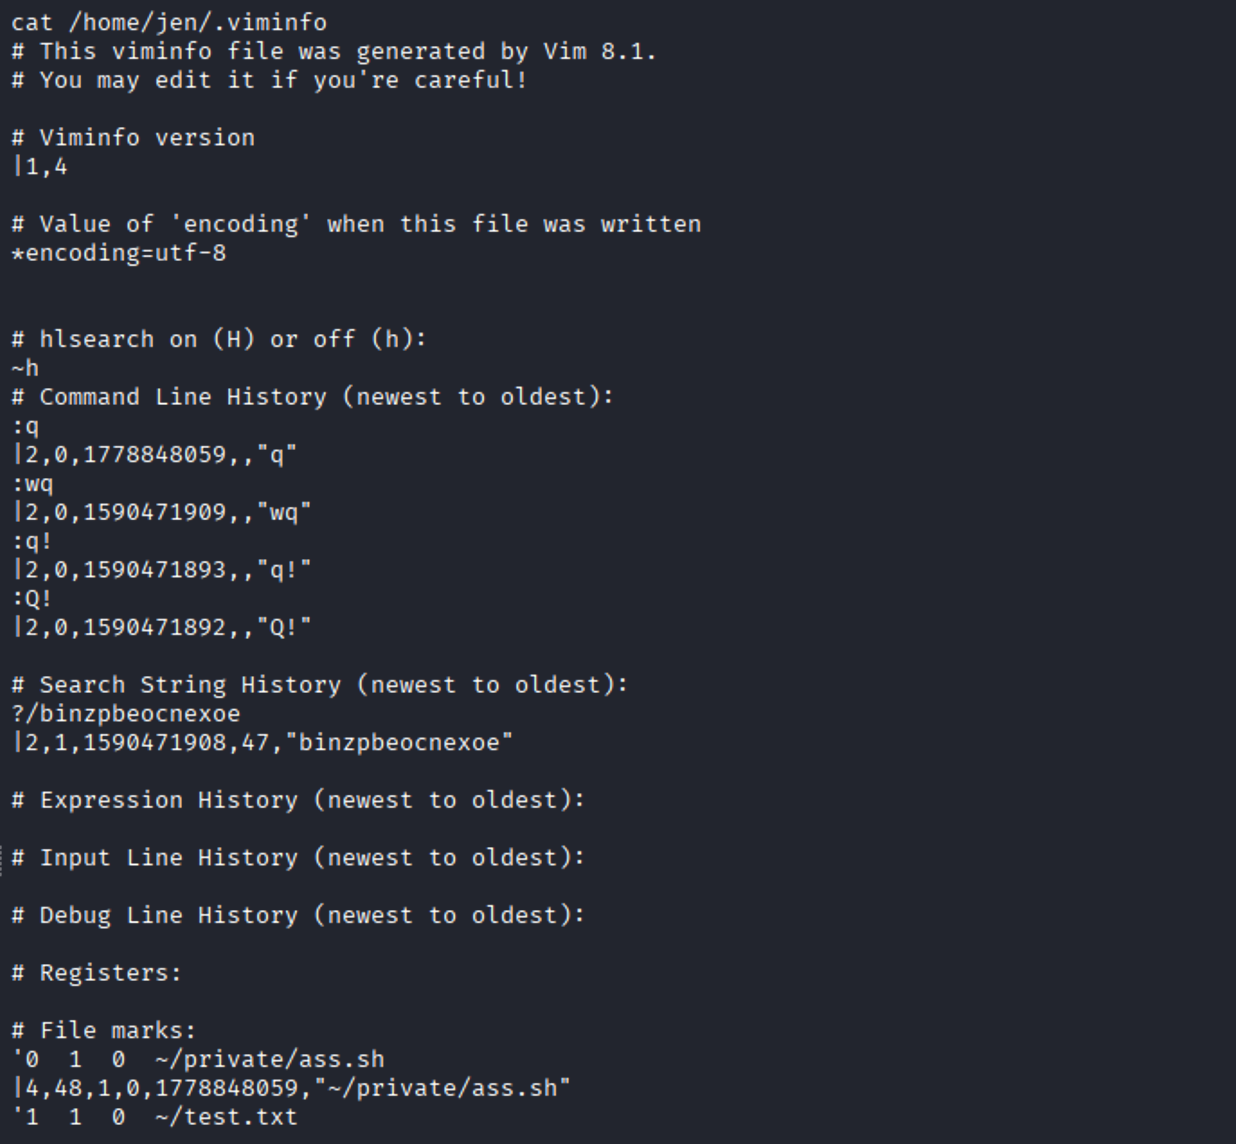 cat /home/jen/.viminfo
# This viminfo file was generated by Vim 8.1.
# You may edit it if you're careful!
# Viminfo version
|1,4
# Value of 'encoding' when this file was written
*encoding=utf-8
# hlsearch on (H) or off (h):
~h
# Command Line History (newest to oldest):
:q
|2,0,1778848059,,"q"
:wq
|2,0,1590471909,,"wq"
:q!
|2,0,1590471893,,"q!"
:Q!
|2,0,1590471892,,"Q!"
# Search String History (newest to oldest):
?/binzpbeocnexoe
|2,1,1590471908,47,"binzpbeocnexoe"
# Expression History (newest to oldest):
# Input Line History (newest to oldest):
# Debug Line History (newest to oldest):
# Registers:
# File marks:
'0  1  0  ~/private/ass.sh
|4,48,1,0,1778848059,"~/private/ass.sh"
'1  1  0  ~/test.txt